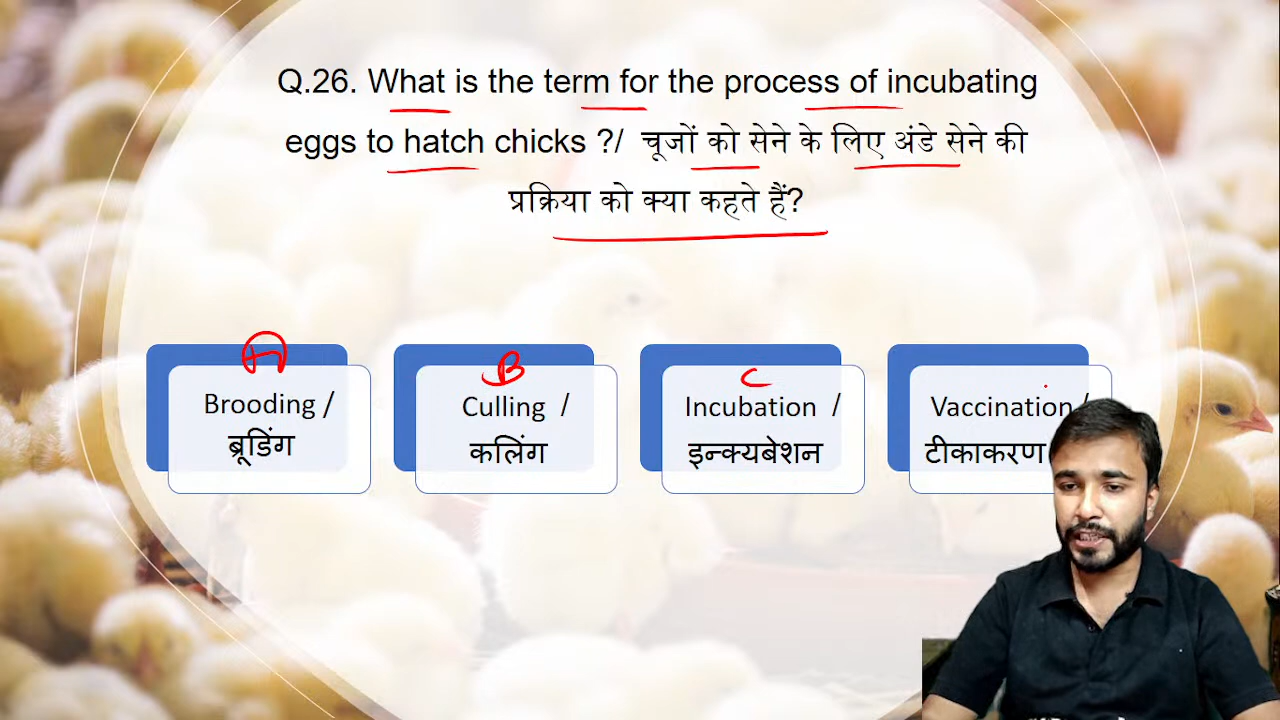 Q.26. What is the term for the process of incubating
eggs to hatch chicks ?/ चूजों को सेने के लिए अंडे सेने की
प्रक्रिया को क्या कहते हैं?
A
Brooding /
ब्रूडिंग
B
Culling /
कलिंग
C
Incubation /
इन्क्यबेशन
Vaccination/
टीकाकरण